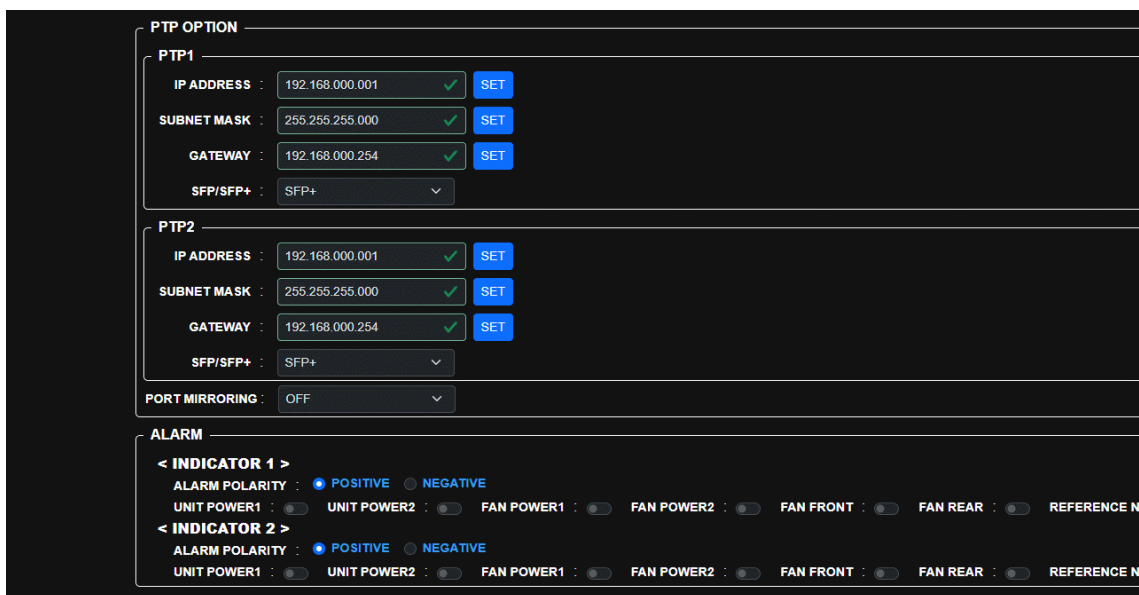 PTP OPTION
PTP1
IP ADDRESS : 192.168.000.001 SET
SUBNET MASK : 255.255.255.000 SET
GATEWAY : 192.168.000.254 SET
SFP/SFP+ : SFP+
PTP2
IP ADDRESS : 192.168.000.001 SET
SUBNET MASK : 255.255.255.000 SET
GATEWAY : 192.168.000.254 SET
SFP/SFP+ : SFP+
PORT MIRRORING : OFF
ALARM
< INDICATOR 1 >
ALARM POLARITY : POSITIVE NEGATIVE
UNIT POWER1 : UNIT POWER2 : FAN POWER1 : FAN POWER2 : FAN FRONT : FAN REAR : REFERENCE N
< INDICATOR 2 >
ALARM POLARITY : POSITIVE NEGATIVE
UNIT POWER1 : UNIT POWER2 : FAN POWER1 : FAN POWER2 : FAN FRONT : FAN REAR : REFERENCE N